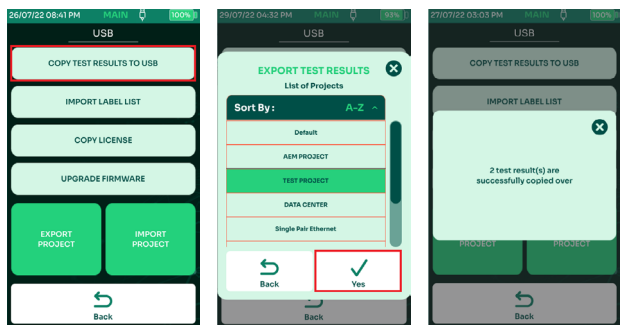 26/07/22 08:41 PM MAIN 100%
USB
COPY TEST RESULTS TO USB
IMPORT LABEL LIST
COPY LICENSE
UPGRADE FIRMWARE
EXPORT
PROJECT
IMPORT
PROJECT
Back
29/07/22 04:32 PM MAIN 93%
USB
EXPORT TEST RESULTS
List of Projects
Sort By : A-Z
Default
AEM PROJECT
TEST PROJECT
DATA CENTER
Single Pair Ethernet
Back
Yes
Back
27/07/22 03:03 PM MAIN 100%
USB
COPY TEST RESULTS TO USB
IMPORT LABEL LIST
2 test result(s) are
successfully copied over
PROJECT
PROJECT
Back